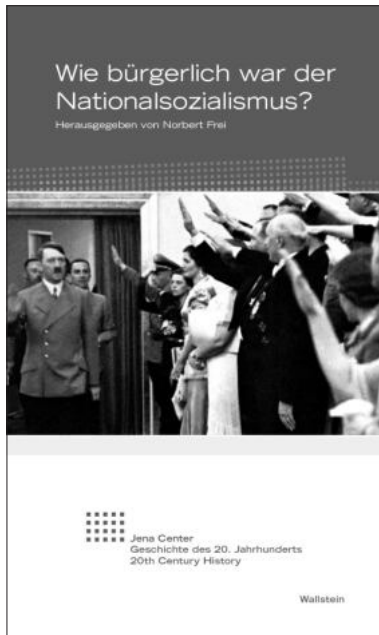 Wie bürgerlich war der
Nationalsozialismus?
Herausgegeben von Norbert Frei
Jena Center
Geschichte des 20. Jahrhunderts
20th Century History
Wallstein